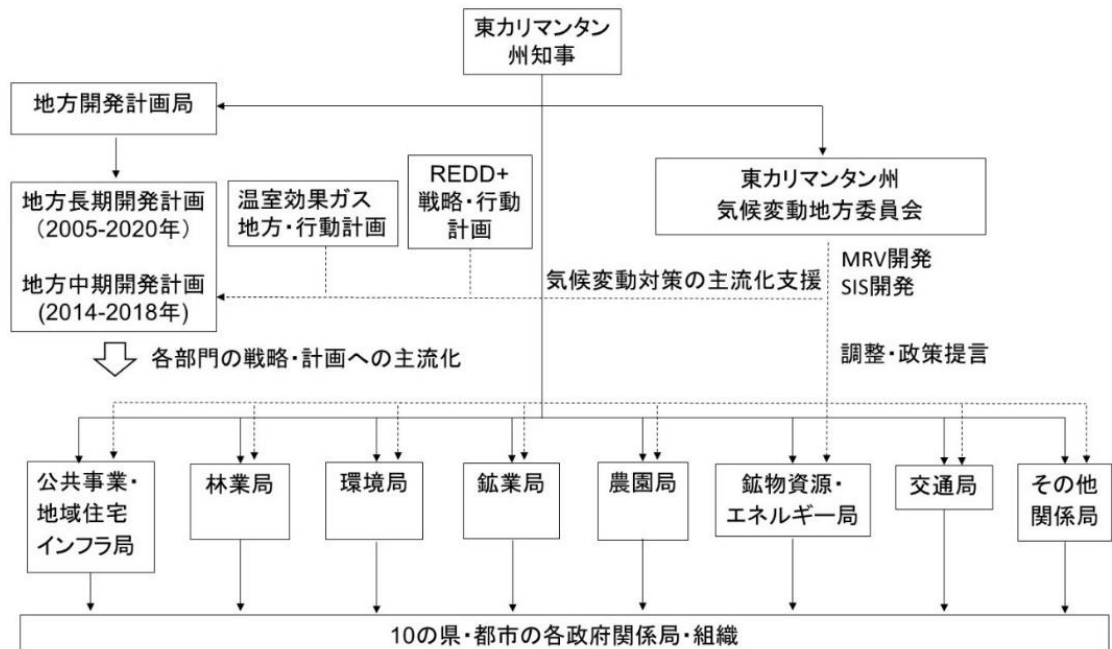 東カリマンタン
州知事
地方開発計画局
地方長期開発計画
（2005-2020年）
地方中期開発計画
(2014-2018年)
温室効果ガス
地方・行動計画
REDD+
戦略・行動
計画
東カリマンタン州
気候変動地方委員会
気候変動対策の主流化支援
MRV開発
SIS開発
各部門の戦略・計画への主流化
調整・政策提言
公共事業・
地域住宅
インフラ局
林業局
環境局
鉱業局
農園局
鉱物資源・
エネルギー局
交通局
その他
関係局
10の県・都市の各政府関係局・組織